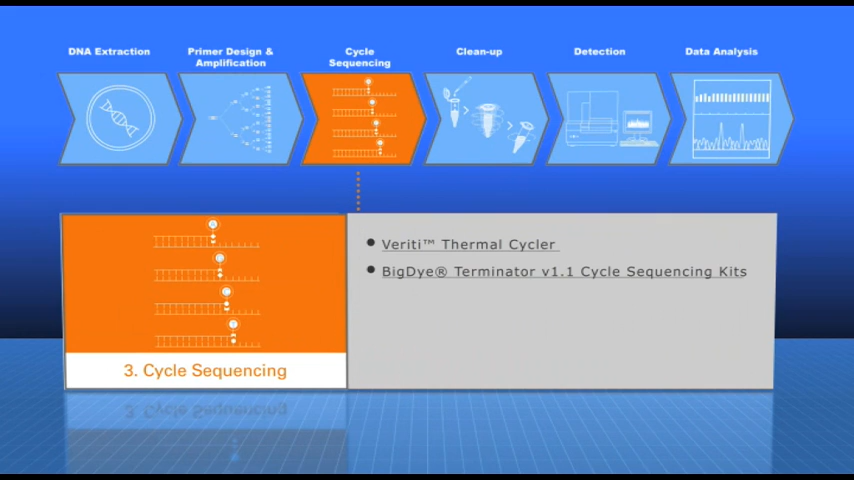 DNA Extraction
Primer Design &
Amplification
Cycle
Sequencing
Clean-up
Detection
Data Analysis
Veriti™ Thermal Cycler
BigDye® Terminator v1.1 Cycle Sequencing Kits
3. Cycle Sequencing